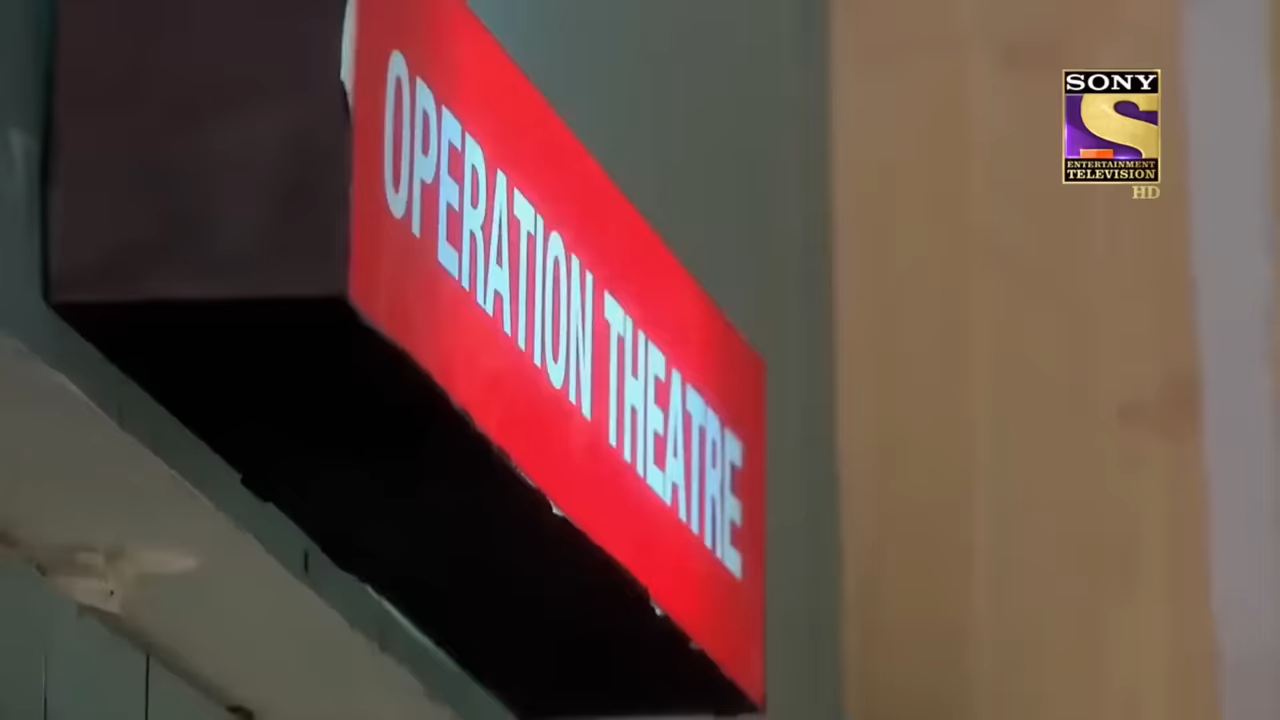 OPERATION THEATRE
SONY
ENTERTAINMENT
TELEVISION
HD